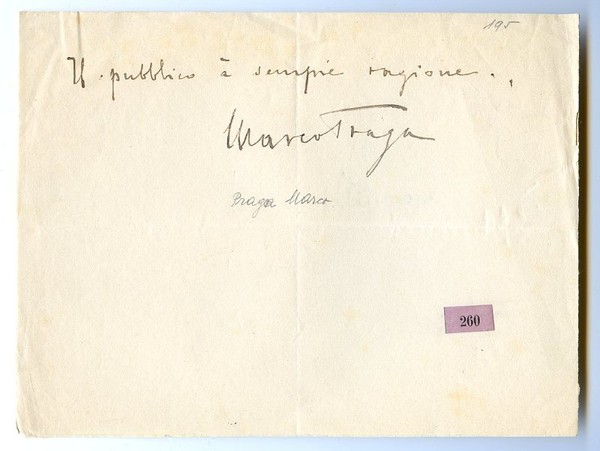 195
Il pubblico à sempre ragione.
Marco Praga
Praga Marco
260